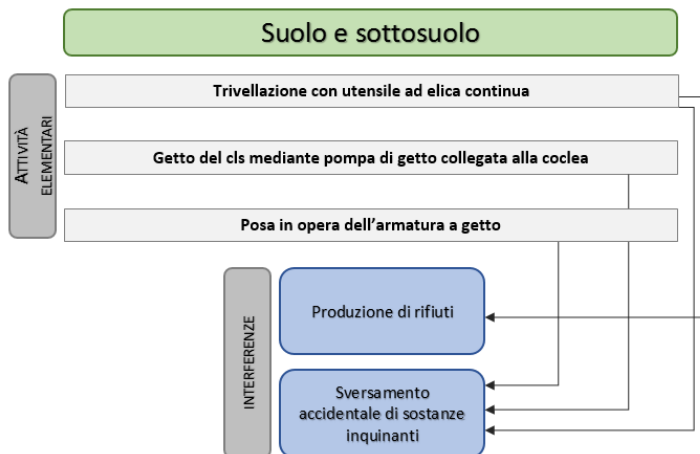 Suolo e sottosuolo
ATTIVITÀ
ELEMENTARI
Trivellazione con utensile ad elica continua
Getto del cls mediante pompa di getto collegata alla coclea
Posa in opera dell'armatura a getto
INTERFERENZE
Produzione di rifiuti
Sversamento
accidentale di sostanze
inquinanti